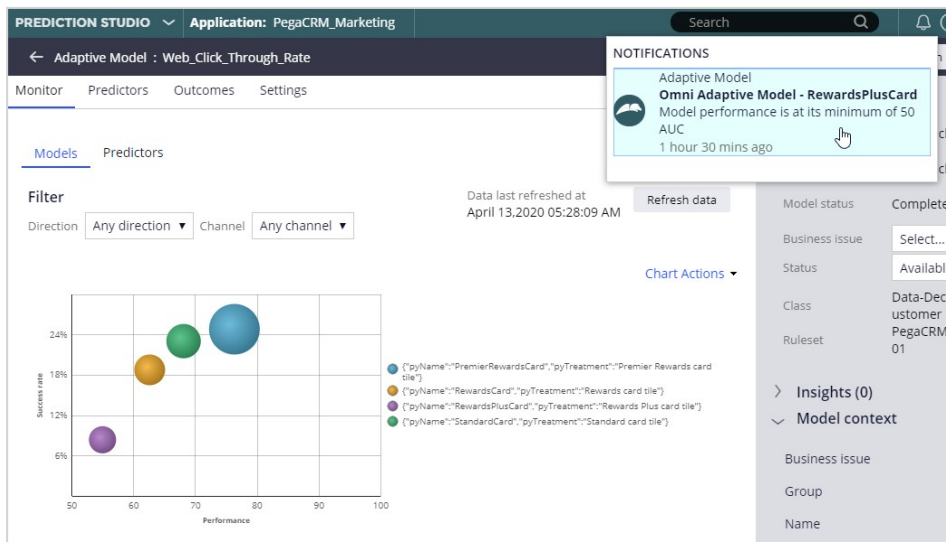 PREDICTION STUDIO
Application: PegaCRM_Marketing
Search
← Adaptive Model : Web_Click_Through_Rate
NOTIFICATIONS
Adaptive Model
Omni Adaptive Model - RewardsPlusCard
Model performance is at its minimum of 50
AUC
1 hour 30 mins ago
Monitor Predictors Outcomes Settings
Models Predictors
Filter
Direction Any direction Channel Any channel
Data last refreshed at
April 13,2020 05:28:09 AM
Refresh data
Chart Actions
Success rate
24%
18%
12%
6%
50 60 70 80 90 100
Performance
{"pyName":"PremierRewardsCard","pyTreatment":"Premier Rewards card
tile"}
{"pyName":"RewardsCard","pyTreatment":"Rewards card tile"}
{"pyName":"RewardsPlusCard","pyTreatment":"Rewards Plus card tile"}
{"pyName":"StandardCard","pyTreatment":"Standard card tile"}
Model status Complete
Business issue Select...
Status Availabl
Class Data-Dec
ustomer
Ruleset PegaCRM
01
Insights (0)
Model context
Business issue
Group
Name